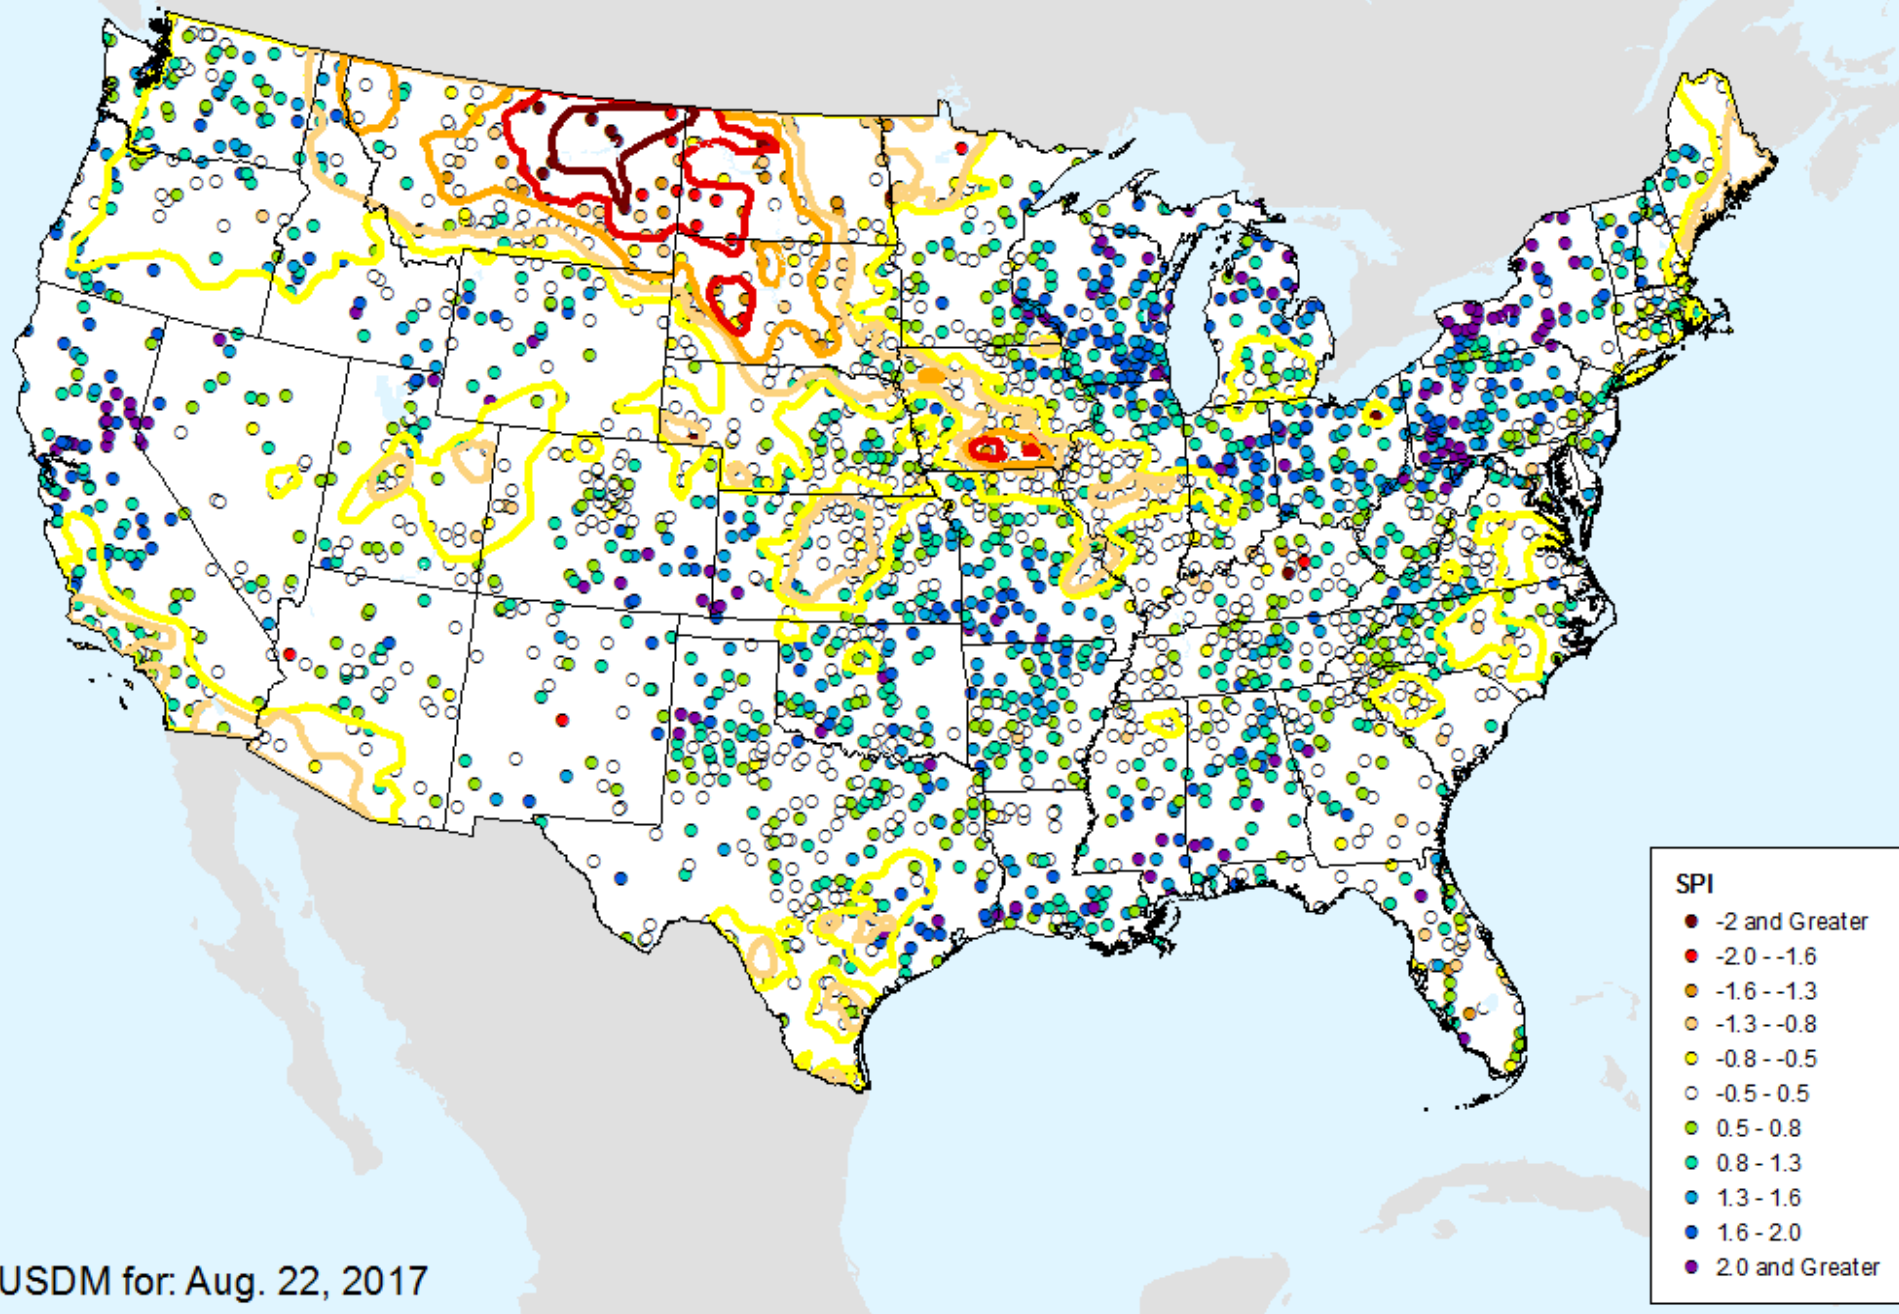 SPI
-2 and Greater
-2.0 - -1.6
-1.6 - -1.3
-1.3 - -0.8
-0.8 - -0.5
-0.5 - 0.5
0.5 - 0.8
0.8 - 1.3
1.3 - 1.6
1.6 - 2.0
2.0 and Greater
USDM for: Aug. 22, 2017